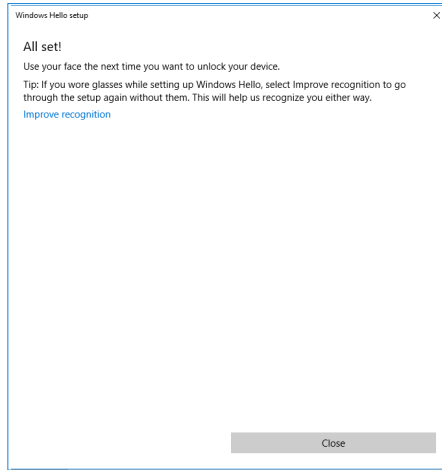 Windows Hello setup
All set!
Use your face the next time you want to unlock your device.
Tip: If you wore glasses while setting up Windows Hello, select Improve recognition to go
through the setup again without them. This will help us recognize you either way.
Improve recognition
Close